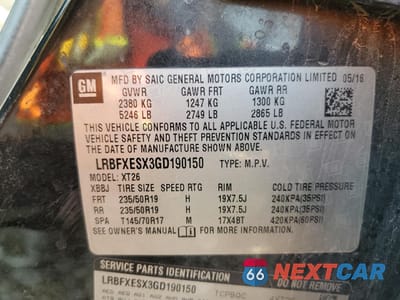 GM
MFD BY SAIC GENERAL MOTORS CORPORATION LIMITED 05/16
GVWR GAWR FRT GAWR RR
2380 KG 1247 KG 1300 KG
5246 LB 2749 LB 2865 LB
THIS VEHICLE CONFORMS TO ALL APPLICABLE U.S. FEDERAL MOTOR
VEHICLE SAFETY AND THEFT PREVENTION STANDARDS IN EFFECT ON
THE DATE OF MANUFACTURE SHOWN ABOVE.
LRBFXESX3GD190150 TYPE: M.P.V.
MODEL: XT26
XBBJ TIRE SIZE SPEED RTG RIM COLD TIRE PRESSURE
FRT 235/50R19 H 19X7.5J 240KPA(35PSI)
RR 235/50R19 H 19X7.5J 240KPA(35PSI)
SPA T145/70R17 M 17X4BT 420KPA(60PSI)
SEE OWNER'S MANUAL FOR MORE INFORMATION.
SERVICE PARTS IDENTIFICATION
LRBFXESX3GD190150
66 NEXTCAR